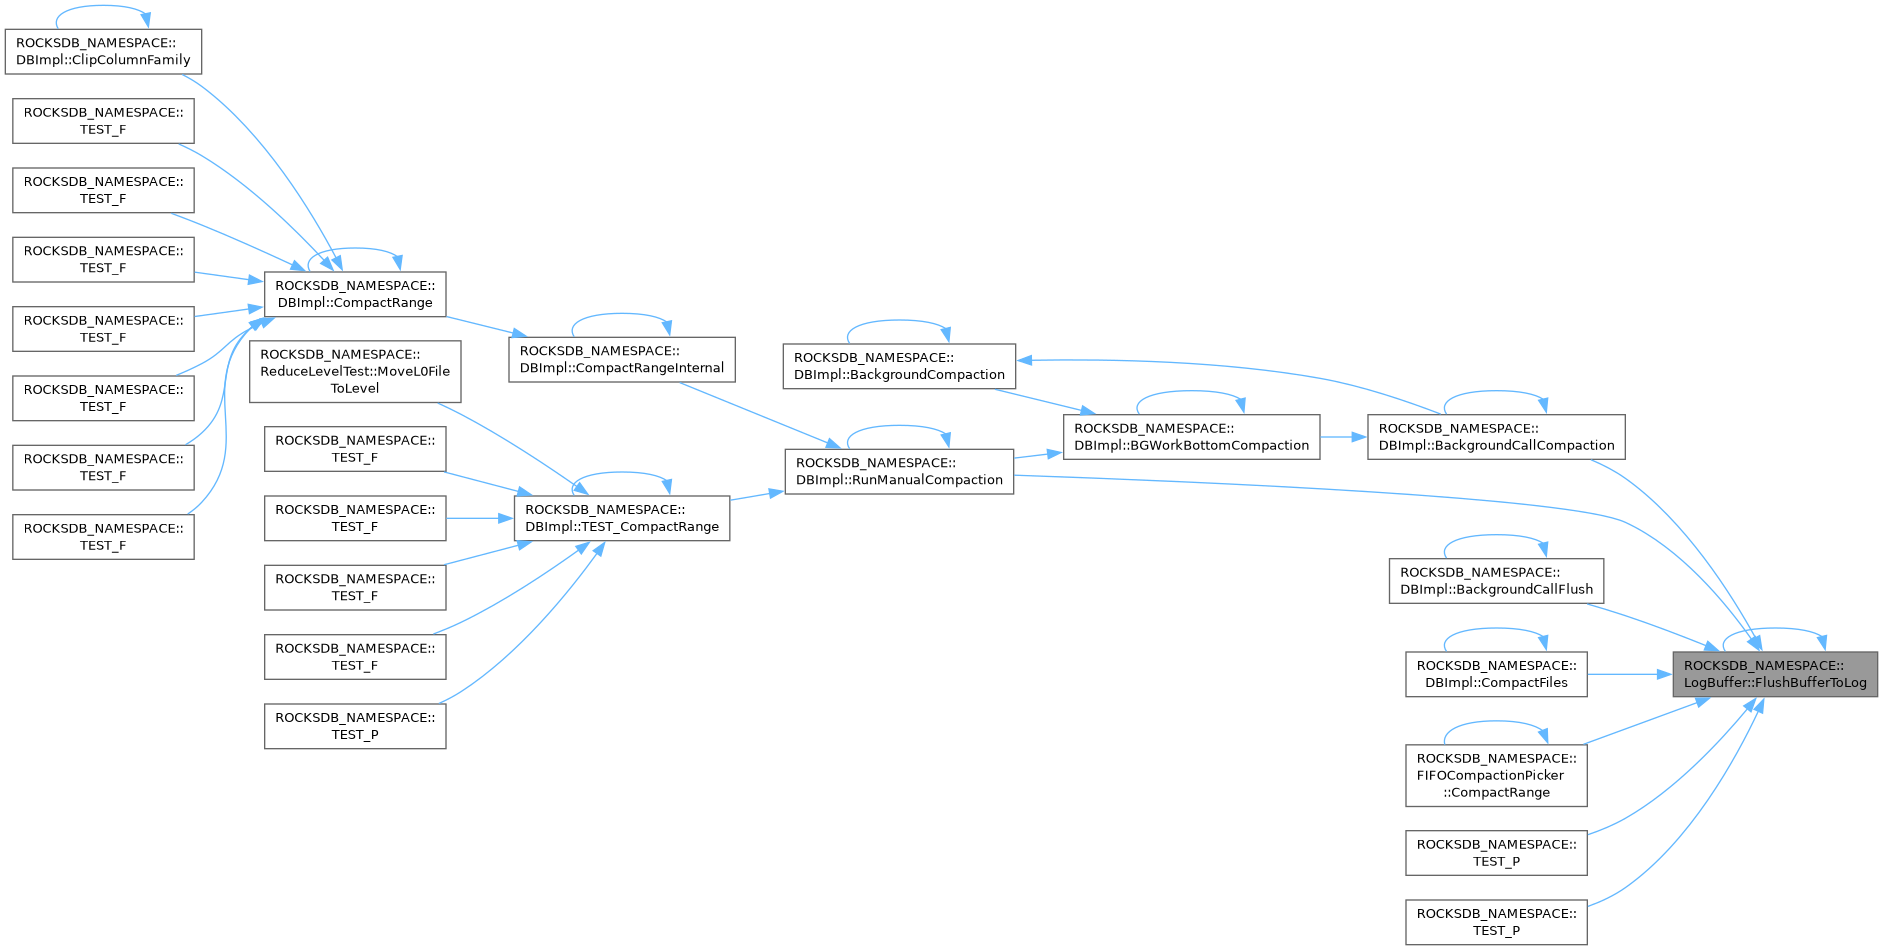 ROCKSDB_NAMESPACE::
DBImpl::ClipColumnFamily
ROCKSDB_NAMESPACE::
TEST_F
ROCKSDB_NAMESPACE::
TEST_F
ROCKSDB_NAMESPACE::
TEST_F
ROCKSDB_NAMESPACE::
TEST_F
ROCKSDB_NAMESPACE::
TEST_F
ROCKSDB_NAMESPACE::
TEST_F
ROCKSDB_NAMESPACE::
TEST_F
ROCKSDB_NAMESPACE::
DBImpl::CompactRange
ROCKSDB_NAMESPACE::
ReduceLevelTest::MoveL0File
ToLevel
ROCKSDB_NAMESPACE::
TEST_F
ROCKSDB_NAMESPACE::
TEST_F
ROCKSDB_NAMESPACE::
TEST_F
ROCKSDB_NAMESPACE::
TEST_F
ROCKSDB_NAMESPACE::
TEST_P
ROCKSDB_NAMESPACE::
DBImpl::CompactRangeInternal
ROCKSDB_NAMESPACE::
DBImpl::TEST_CompactRange
ROCKSDB_NAMESPACE::
DBImpl::BackgroundCompaction
ROCKSDB_NAMESPACE::
DBImpl::RunManualCompaction
ROCKSDB_NAMESPACE::
DBImpl::BGWorkBottomCompaction
ROCKSDB_NAMESPACE::
DBImpl::BackgroundCallCompaction
ROCKSDB_NAMESPACE::
DBImpl::BackgroundCallFlush
ROCKSDB_NAMESPACE::
DBImpl::CompactFiles
ROCKSDB_NAMESPACE::
FIFOCompactionPicker
::CompactRange
ROCKSDB_NAMESPACE::
TEST_P
ROCKSDB_NAMESPACE::
TEST_P
ROCKSDB_NAMESPACE::
LogBuffer::FlushBufferToLog